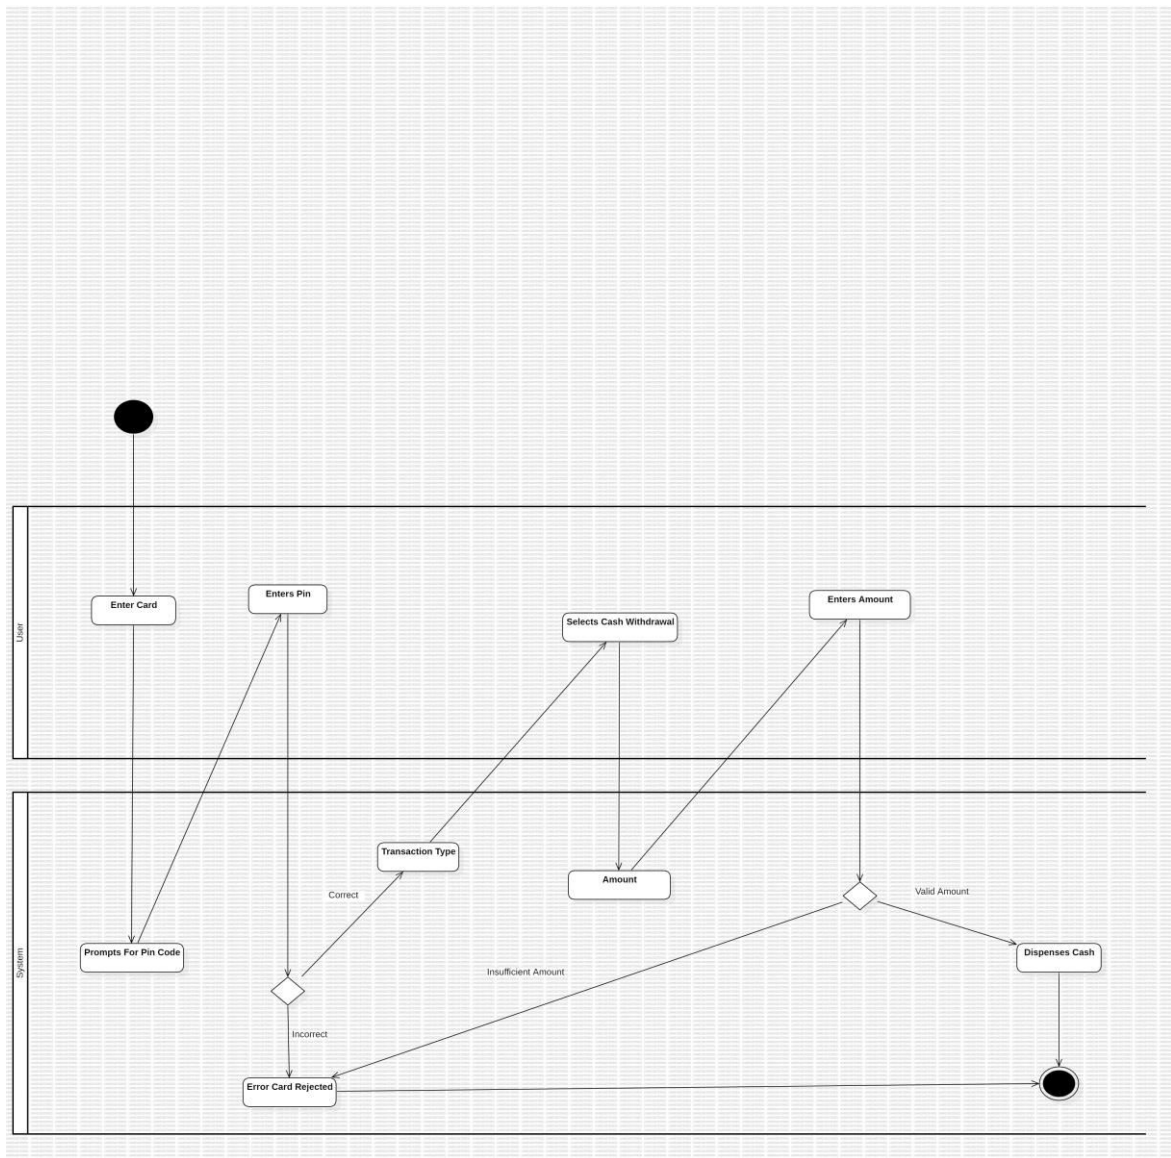 User
Enter Card
Enters Pin
Selects Cash Withdrawal
Enters Amount
System
Transaction Type
Amount
Correct
Valid Amount
Prompts For Pin Code
Dispenses Cash
Insufficient Amount
Incorrect
Error Card Rejected